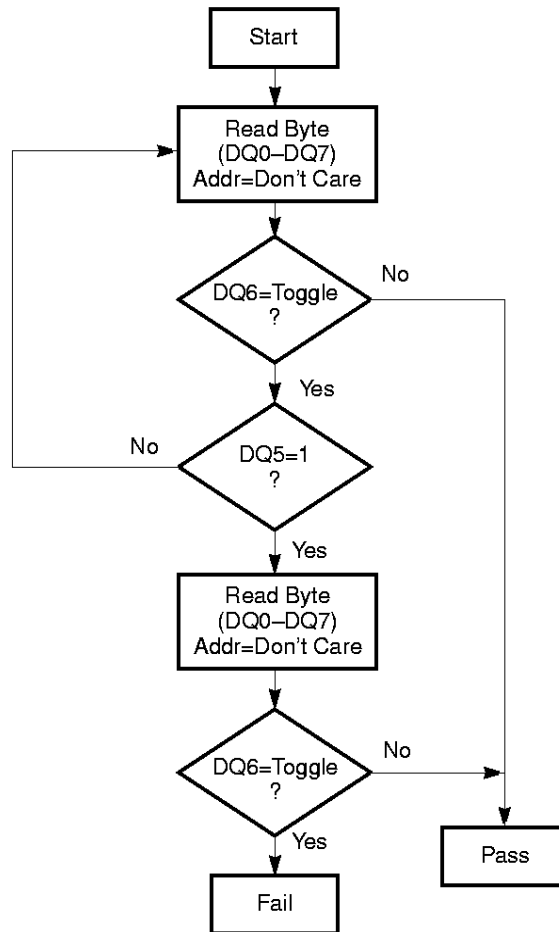 Start
Read Byte
(DQ0–DQ7)
Addr=Don't Care
DQ6=Toggle
?
No
Yes
DQ5=1
?
No
Yes
Read Byte
(DQ0–DQ7)
Addr=Don't Care
DQ6=Toggle
?
No
Yes
Pass
Fail